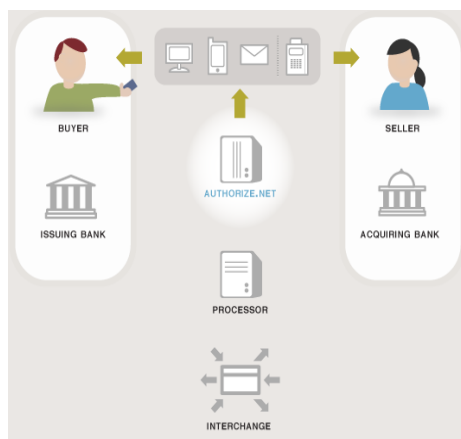 BUYER
SELLER
AUTHORIZE.NET
ISSUING BANK
ACQUIRING BANK
PROCESSOR
INTERCHANGE